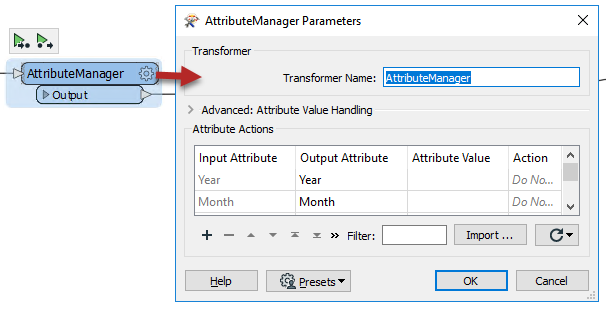 AttributeManager
Output
AttributeManager Parameters
Transformer
Transformer Name: AttributeManager
Advanced: Attribute Value Handling
Attribute Actions
Input Attribute Output Attribute Attribute Value Action
Year Year Do No...
Month Month Do No...
Filter: Import ...
Help Presets OK Cancel